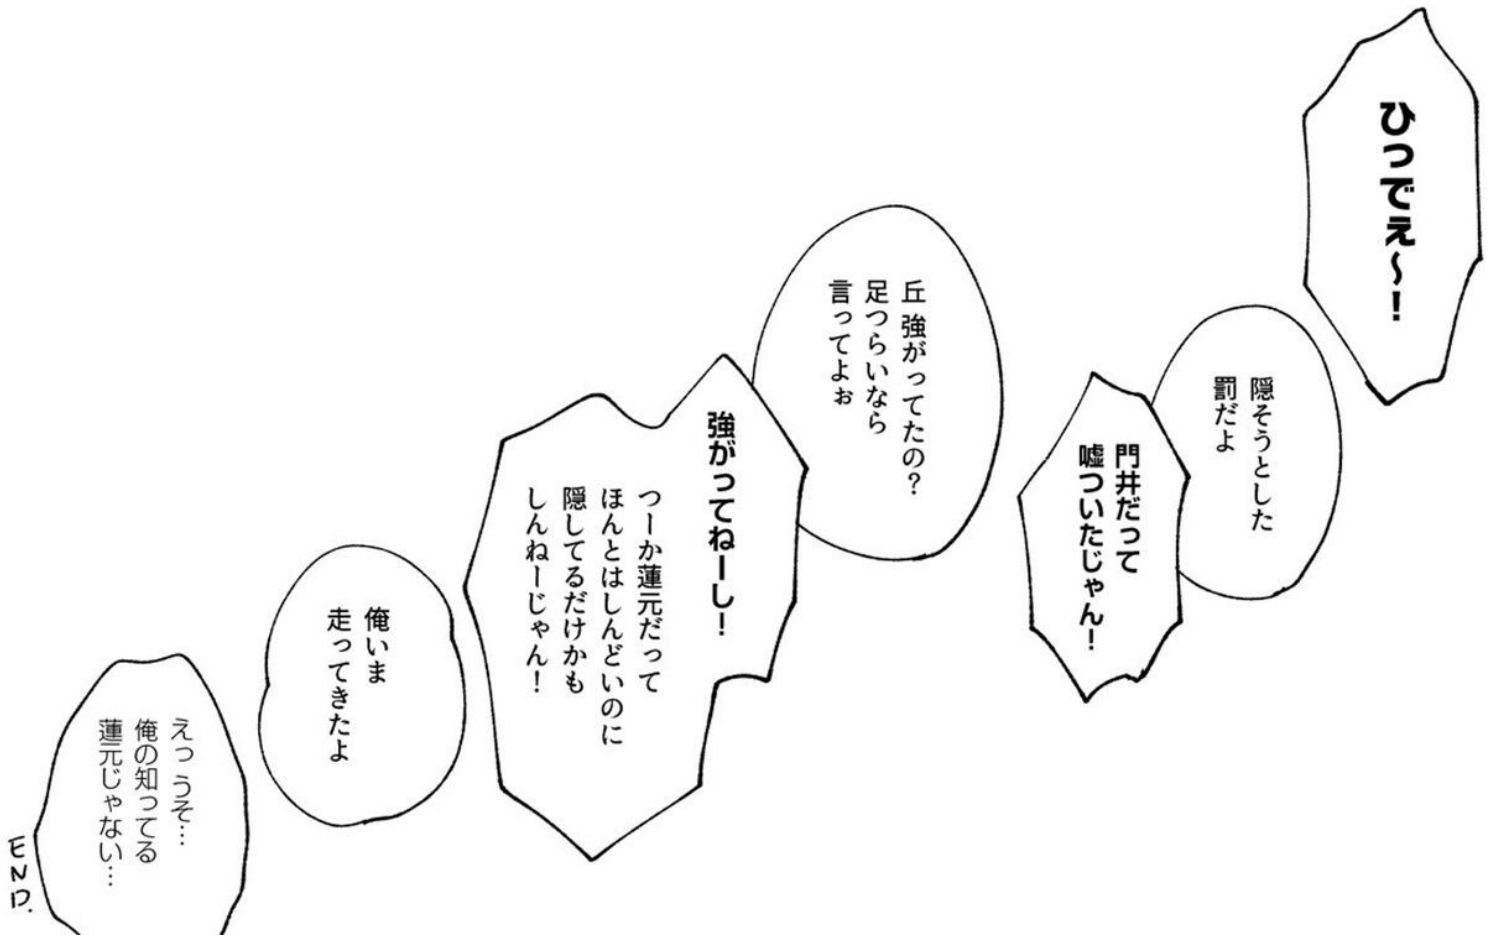 ひっでえ～！
隠そうとした
罰だよ
門井だって
嘘ついたじゃん！
丘 強がってたの？
足つらいなら
言ってよぉ
強がってねーし！
つーか蓮元だって
ほんとはしんどいのに
隠してるだけかも
しんねーじゃん！
俺いま
走ってきたよ
えっ うそ…
俺の知ってる
蓮元じゃない…
END.